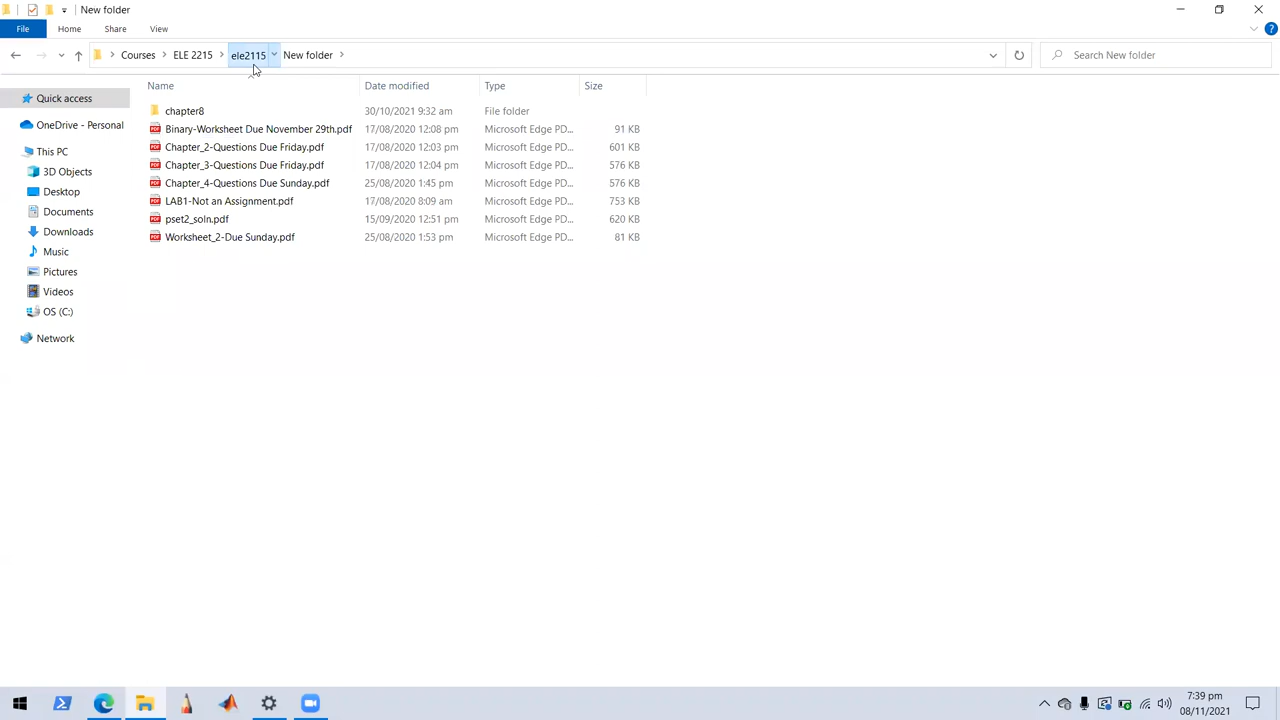 New folder
File
Home
Share
View
Courses
ELE 2215
ele2115
New folder
Search New folder
Name
Date modified
Type
Size
Quick access
OneDrive - Personal
This PC
3D Objects
Desktop
Documents
Downloads
Music
Pictures
Videos
OS (C:)
Network
chapter8 30/10/2021 9:32 am File folder
Binary-Worksheet Due November 29th.pdf 17/08/2020 12:08 pm Microsoft Edge PD... 91 KB
Chapter_2-Questions Due Friday.pdf 17/08/2020 12:03 pm Microsoft Edge PD... 601 KB
Chapter_3-Questions Due Friday.pdf 17/08/2020 12:04 pm Microsoft Edge PD... 576 KB
Chapter_4-Questions Due Sunday.pdf 25/08/2020 1:45 pm Microsoft Edge PD... 576 KB
LAB1-Not an Assignment.pdf 17/08/2020 8:09 am Microsoft Edge PD... 753 KB
pset2_soln.pdf 15/09/2020 12:51 pm Microsoft Edge PD... 620 KB
Worksheet_2-Due Sunday.pdf 25/08/2020 1:53 pm Microsoft Edge PD... 81 KB
7:39 pm
08/11/2021